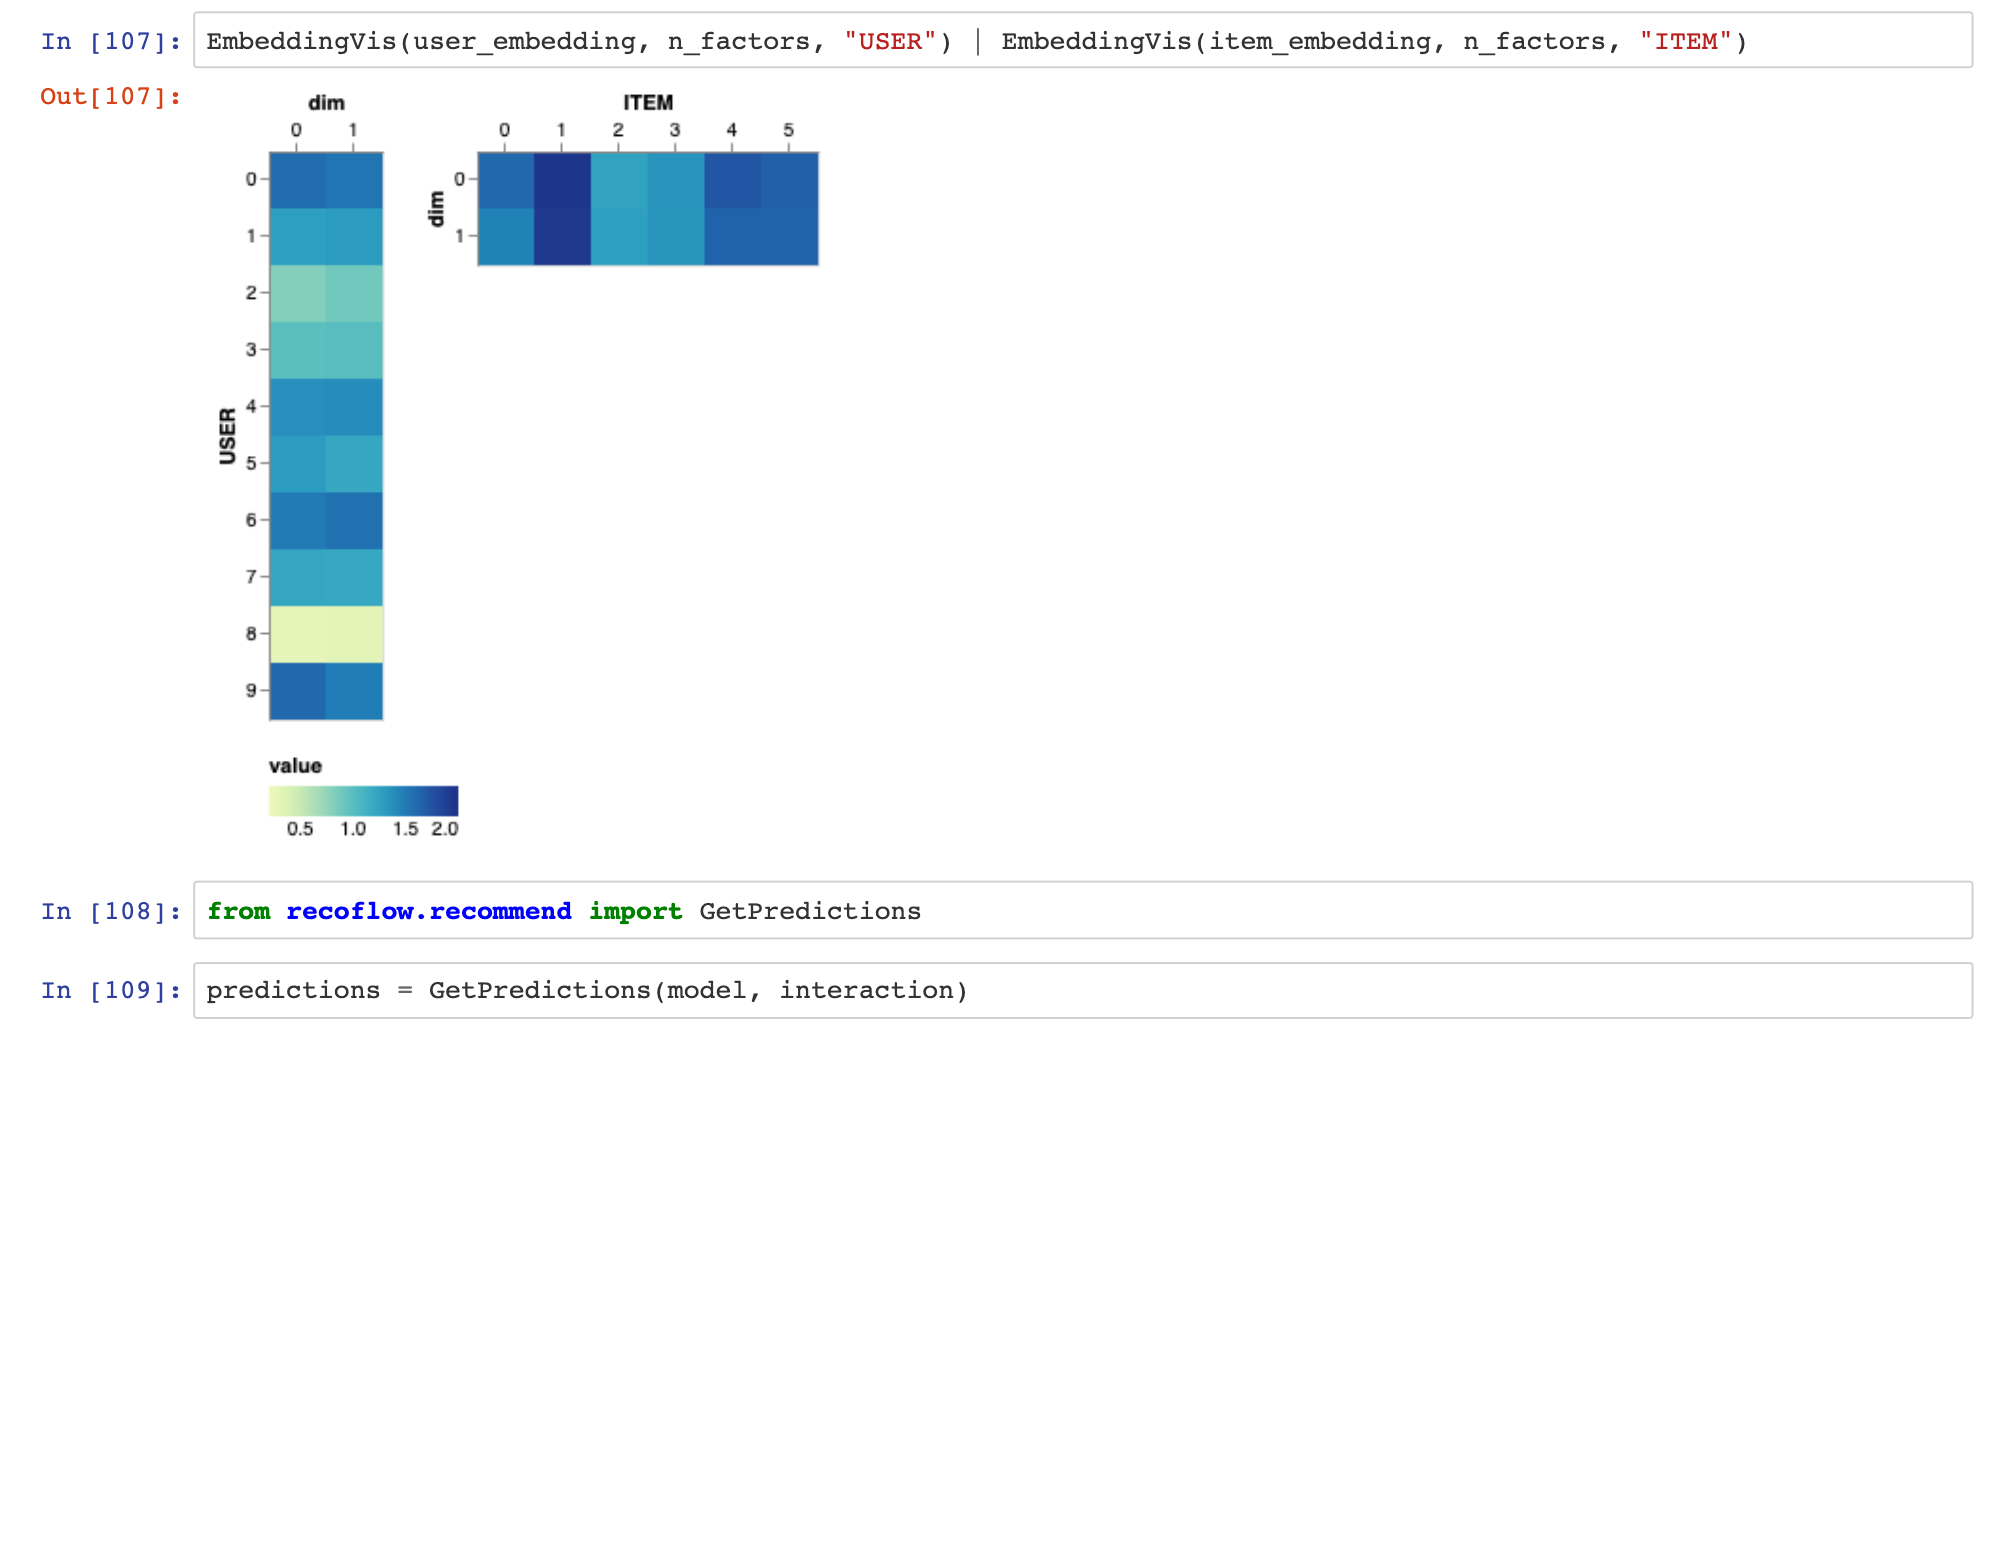 In [107]: EmbeddingVis(user_embedding, n_factors, "USER") | EmbeddingVis(item_embedding, n_factors, "ITEM")
Out[107]:
dim
0 1
USER
0
1
2
3
4
5
6
7
8
9
ITEM
0 1 2 3 4 5
dim
0
1
value
0.5 1.0 1.5 2.0
In [108]: from recoflow.recommend import GetPredictions
In [109]: predictions = GetPredictions(model, interaction)